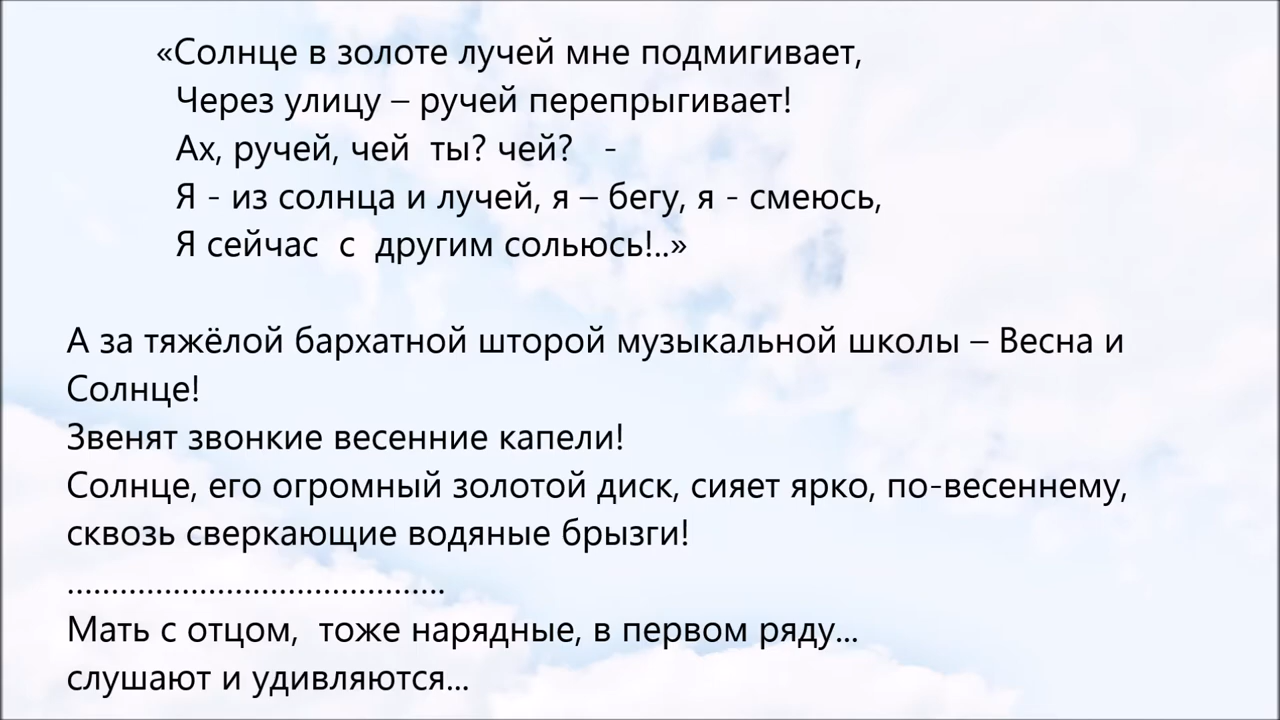 «Солнце в золоте лучей мне подмигивает,
Через улицу – ручей перепрыгивает!
Ах, ручей, чей ты? чей? -
Я - из солнца и лучей, я – бегу, я - смеюсь,
Я сейчас с другим сольюсь!..»
А за тяжёлой бархатной шторой музыкальной школы – Весна и
Солнце!
Звенят звонкие весенние капели!
Солнце, его огромный золотой диск, сияет ярко, по-весеннему,
сквозь сверкающие водяные брызги!
…………………………………….
Мать с отцом, тоже нарядные, в первом ряду...
слушают и удивляются...